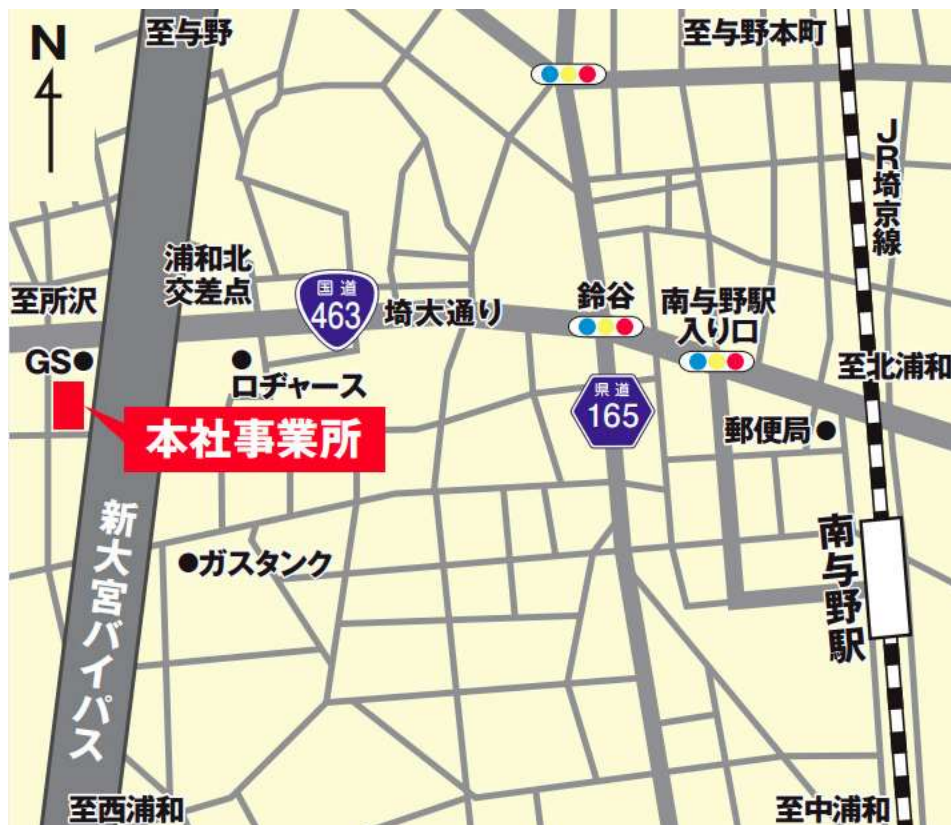 N
至与野
至与野本町
JR埼京線
浦和北
交差点
至所沢
国道
463
埼大通り
鈴谷
南与野駅
入り口
GS
ロヂャース
至北浦和
県道
165
本社事業所
郵便局
新大宮バイパス
ガスタンク
南与野駅
至西浦和
至中浦和